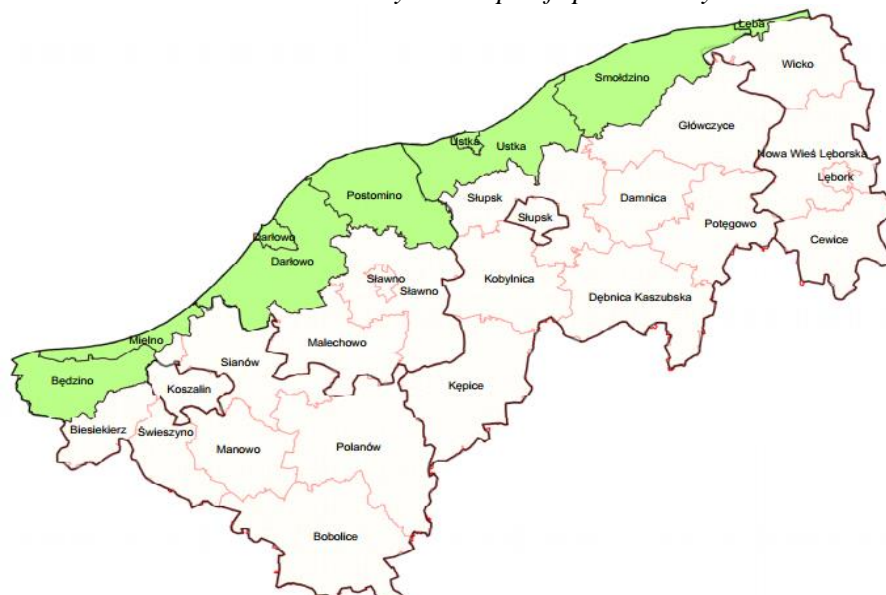 Łeba
Wicko
Smołdzino
Główczyce
Ustka
Ustka
Nowa Wieś Lęborska
Lębork
Postomino
Słupsk
Damnica
Słupsk
Potęgowo
Cewice
Darłowo
Darłowo
Sławno
Sławno
Kobylnica
Dębnica Kaszubska
Mielno
Malechowo
Sianów
Będzino
Koszalin
Kępice
Biesiekierz
Świeszyno
Manowo
Polanów
Bobolice